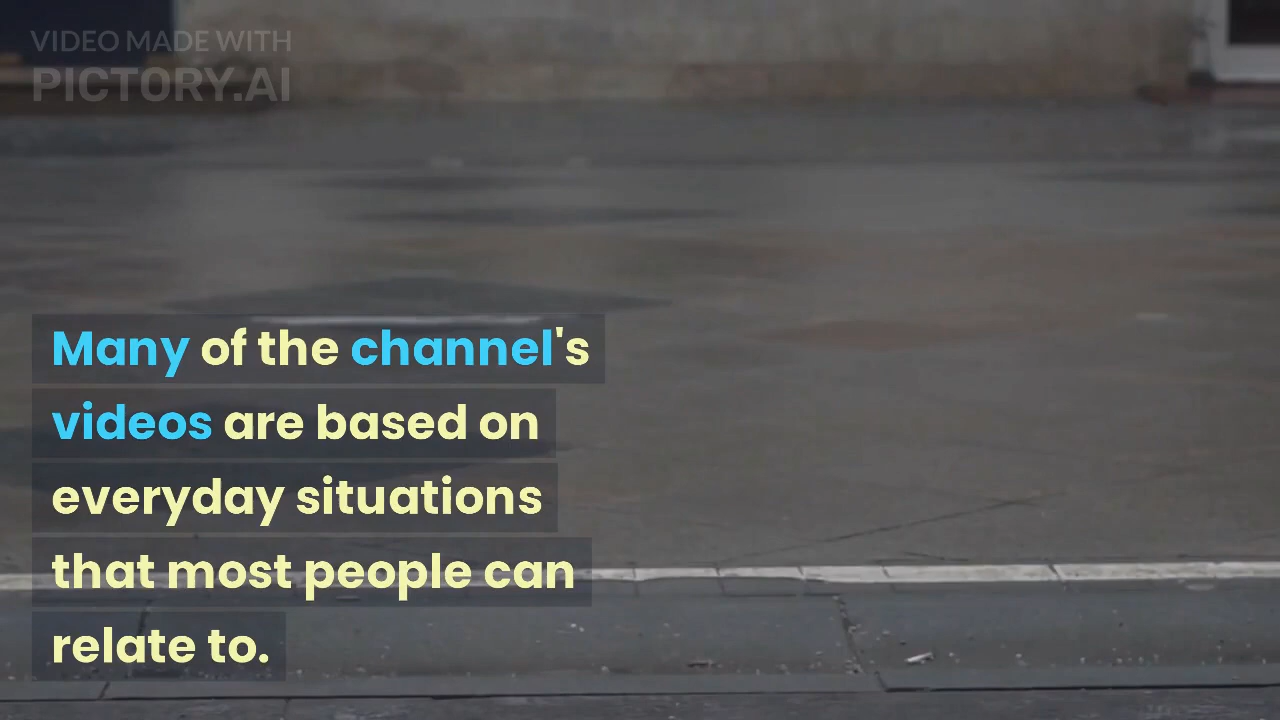 VIDEO MADE WITH
PICTORY.AI
Many of the channel's
videos are based on
everyday situations
that most people can
relate to.